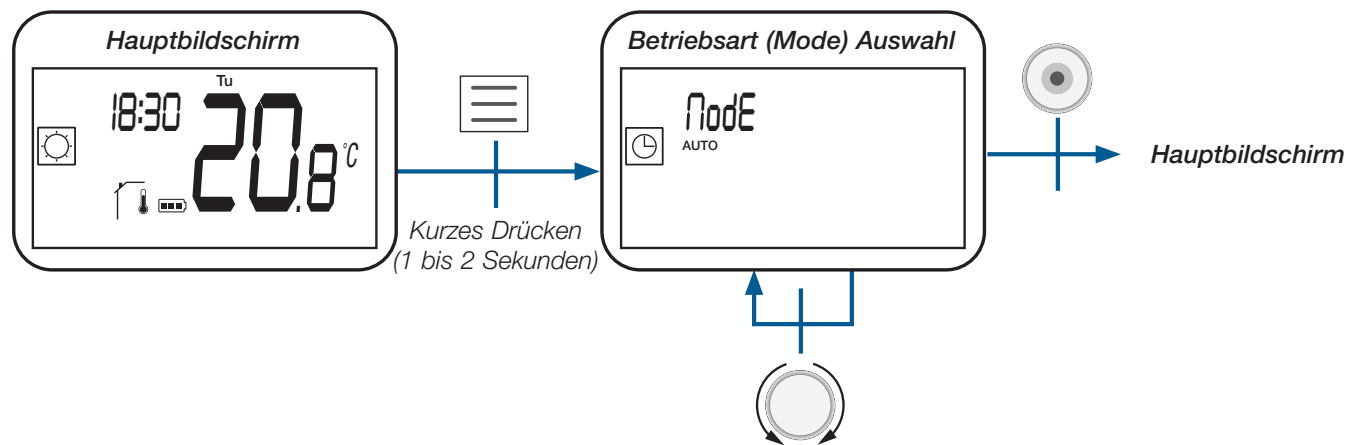 Hauptbildschirm
Tu
18:30
20.8°C
Kurzes Drücken
(1 bis 2 Sekunden)
Betriebsart (Mode) Auswahl
ModE
AUTO
Hauptbildschirm